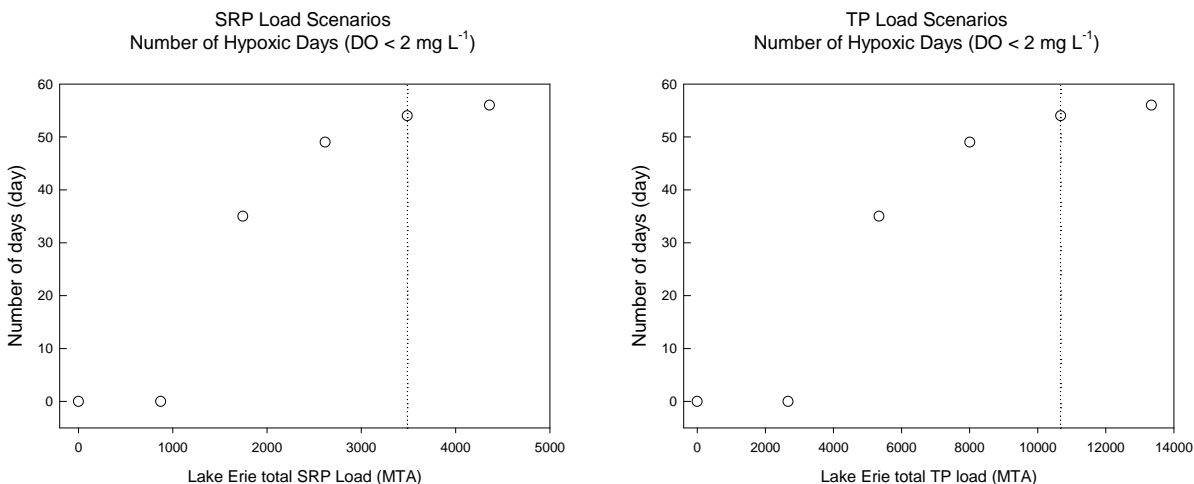 SRP Load Scenarios
Number of Hypoxic Days (DO < 2 mg L⁻¹)
60
50
40
30
20
10
0
Number of days (day)
0 1000 2000 3000 4000 5000
Lake Erie total SRP Load (MTA)
TP Load Scenarios
Number of Hypoxic Days (DO < 2 mg L⁻¹)
60
50
40
30
20
10
0
Number of days (day)
0 2000 4000 6000 8000 10000 12000 14000
Lake Erie total TP load (MTA)